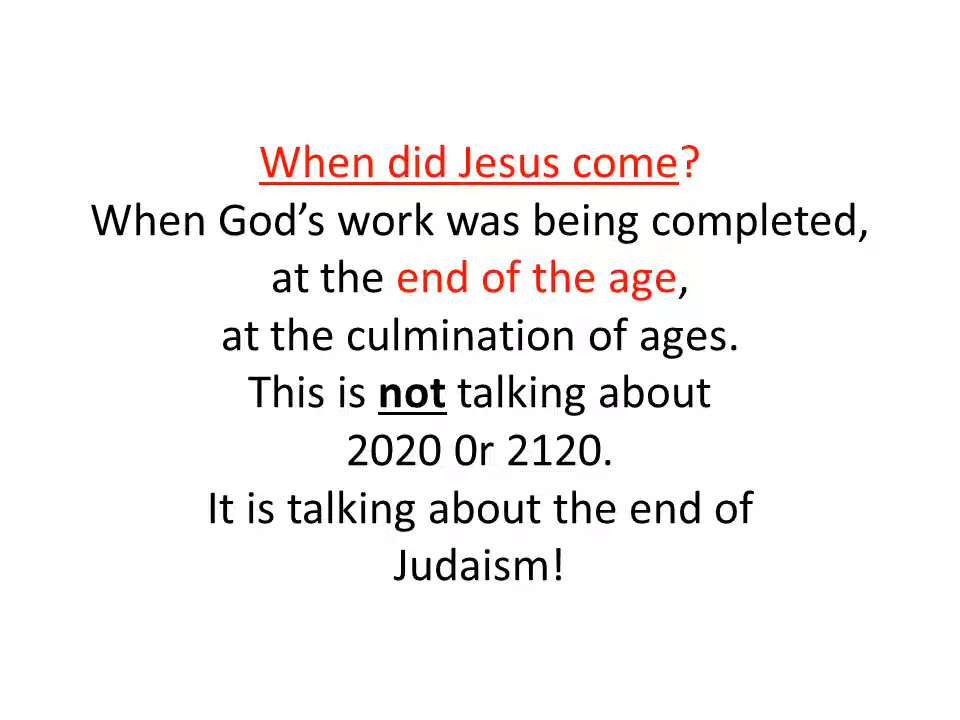 When did Jesus come?
When God’s work was being completed,
at the end of the age,
at the culmination of ages.
This is not talking about
2020 0r 2120.
It is talking about the end of
Judaism!